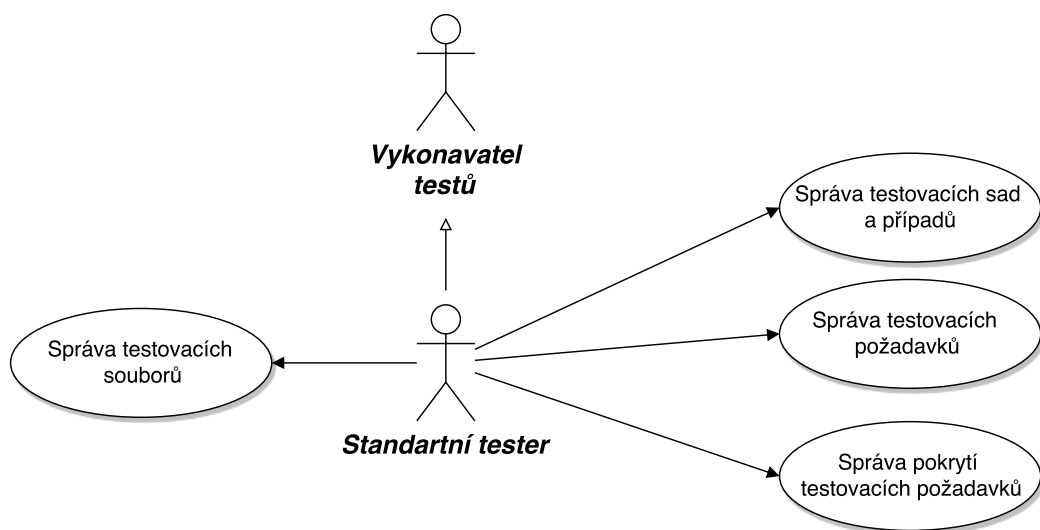 Vykonavatel
testů
Správa testovacích sad
a případů
Správa testovacích
požadavků
Správa testovacích
souborů
Standartní tester
Správa pokrytí
testovacích požadavků